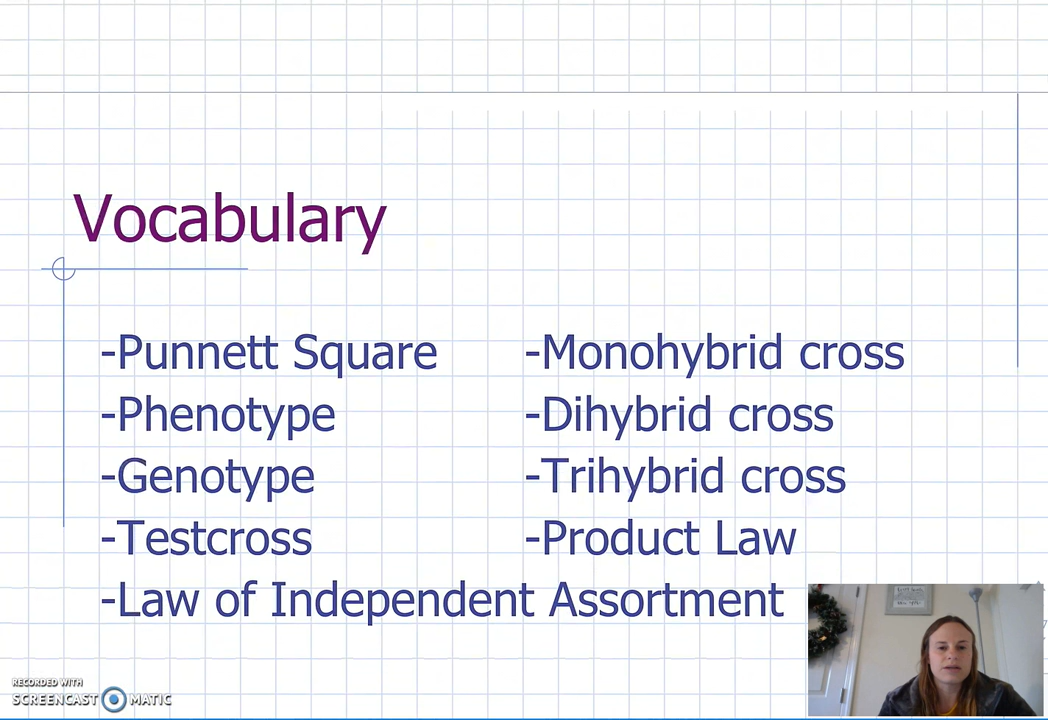 Vocabulary
-Punnett Square
-Phenotype
-Genotype
-Testcross
-Law of Independent Assortment
-Monohybrid cross
-Dihybrid cross
-Trihybrid cross
-Product Law
RECORDED WITH
SCREENCAST MATIC